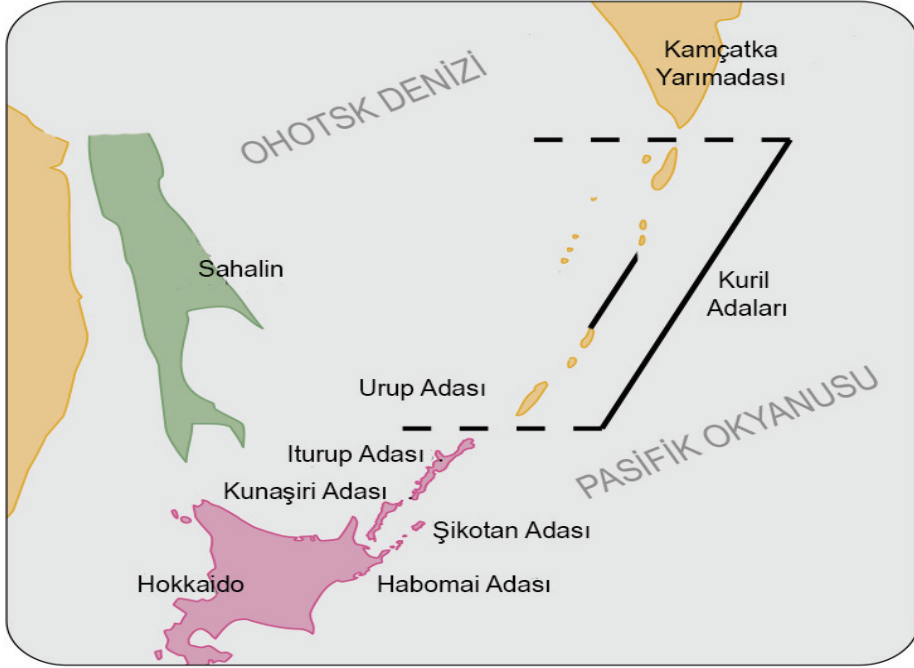 Kamçatka
Yarımadası
OHOTSK DENİZİ
Sahalin
Kuril
Adaları
Urup Adası
PASİFİK OKYANUSU
Iturup Adası
Kunaşiri Adası
Şikotan Adası
Hokkaido
Habomai Adası